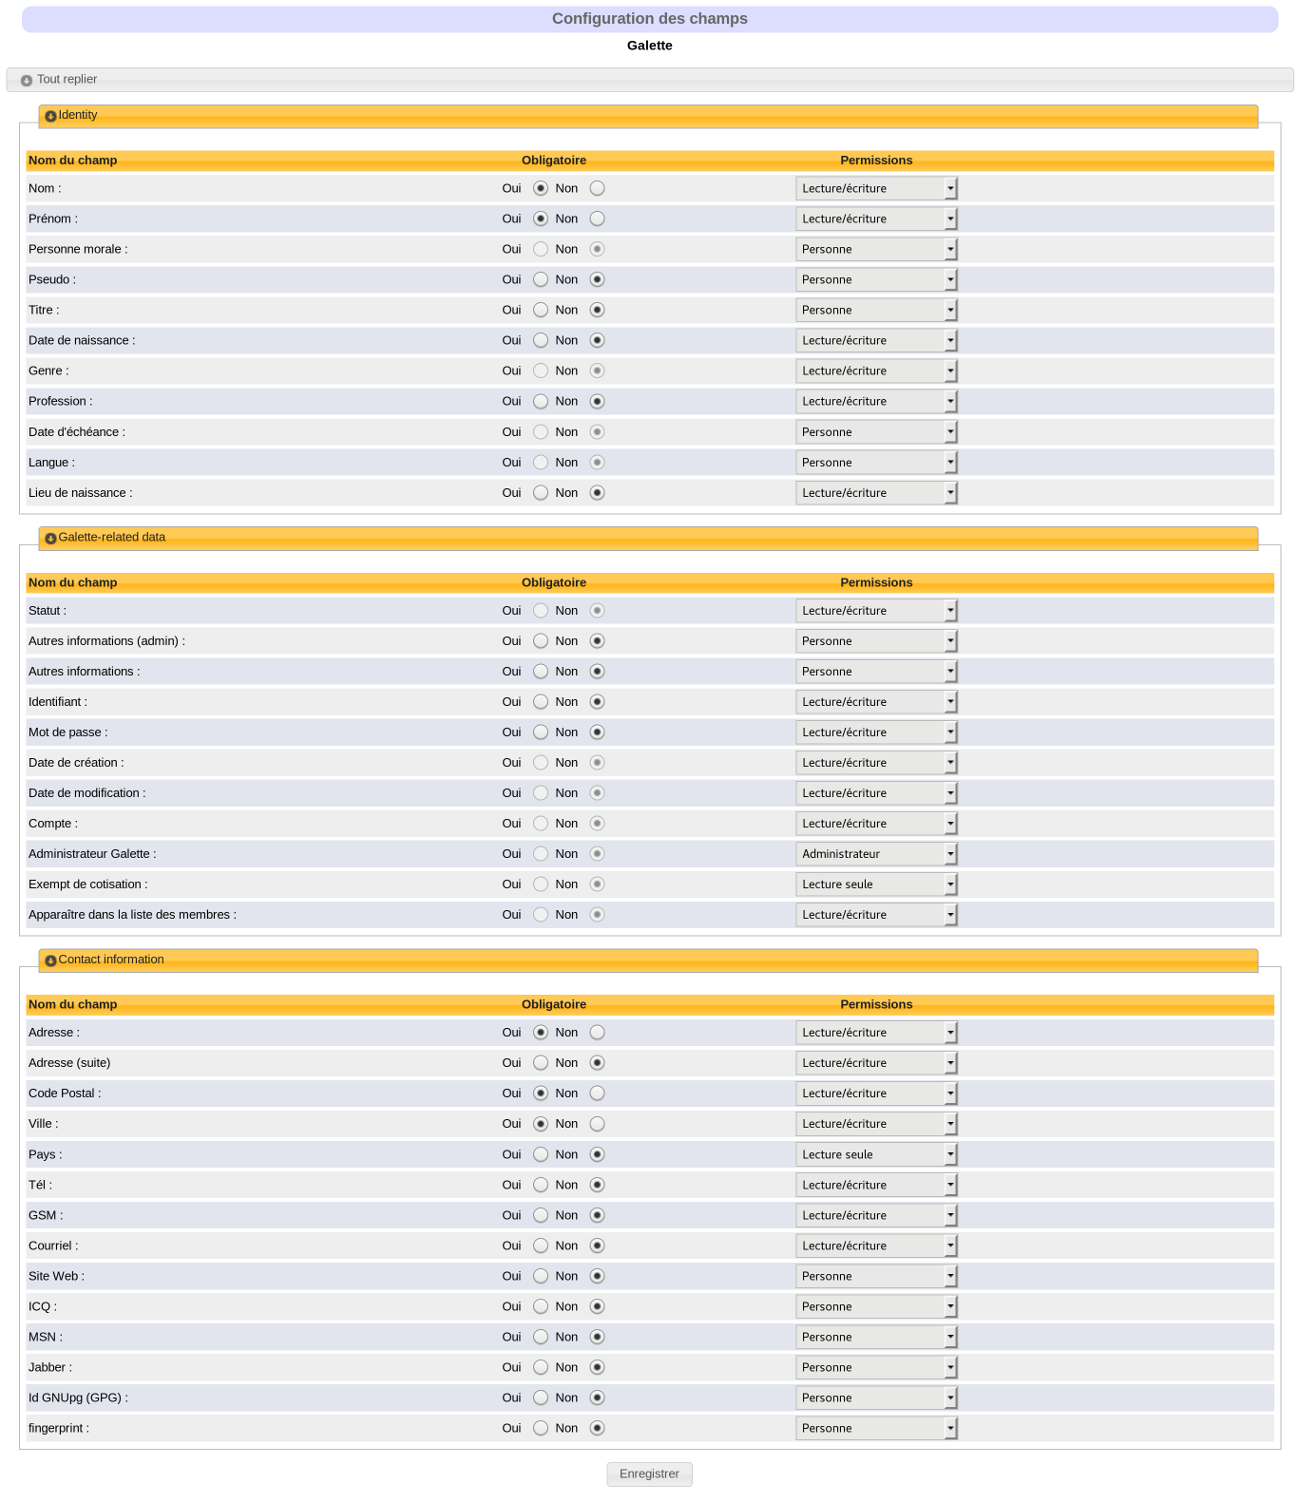 Configuration des champs
Galette
Tout replier
Identity
Nom du champ Obligatoire Permissions
Nom : Oui Non Lecture/écriture
Prénom : Oui Non Lecture/écriture
Personne morale : Oui Non Personne
Pseudo : Oui Non Personne
Titre : Oui Non Personne
Date de naissance : Oui Non Lecture/écriture
Genre : Oui Non Lecture/écriture
Profession : Oui Non Lecture/écriture
Date d'échéance : Oui Non Personne
Langue : Oui Non Personne
Lieu de naissance : Oui Non Lecture/écriture
Galette-related data
Nom du champ Obligatoire Permissions
Statut : Oui Non Lecture/écriture
Autres informations (admin) : Oui Non Personne
Autres informations : Oui Non Personne
Identifiant : Oui Non Lecture/écriture
Mot de passe : Oui Non Lecture/écriture
Date de création : Oui Non Lecture/écriture
Date de modification : Oui Non Lecture/écriture
Compte : Oui Non Lecture/écriture
Administrateur Galette : Oui Non Administrateur
Exempt de cotisation : Oui Non Lecture seule
Apparaître dans la liste des membres : Oui Non Lecture/écriture
Contact information
Nom du champ Obligatoire Permissions
Adresse : Oui Non Lecture/écriture
Adresse (suite) Oui Non Lecture/écriture
Code Postal : Oui Non Lecture/écriture
Ville : Oui Non Lecture/écriture
Pays : Oui Non Lecture seule
Tél : Oui Non Lecture/écriture
GSM : Oui Non Lecture/écriture
Courriel : Oui Non Lecture/écriture
Site Web : Oui Non Personne
ICQ : Oui Non Personne
MSN : Oui Non Personne
Jabber : Oui Non Personne
Id GNUpg (GPG) : Oui Non Personne
fingerprint : Oui Non Personne
Enregistrer